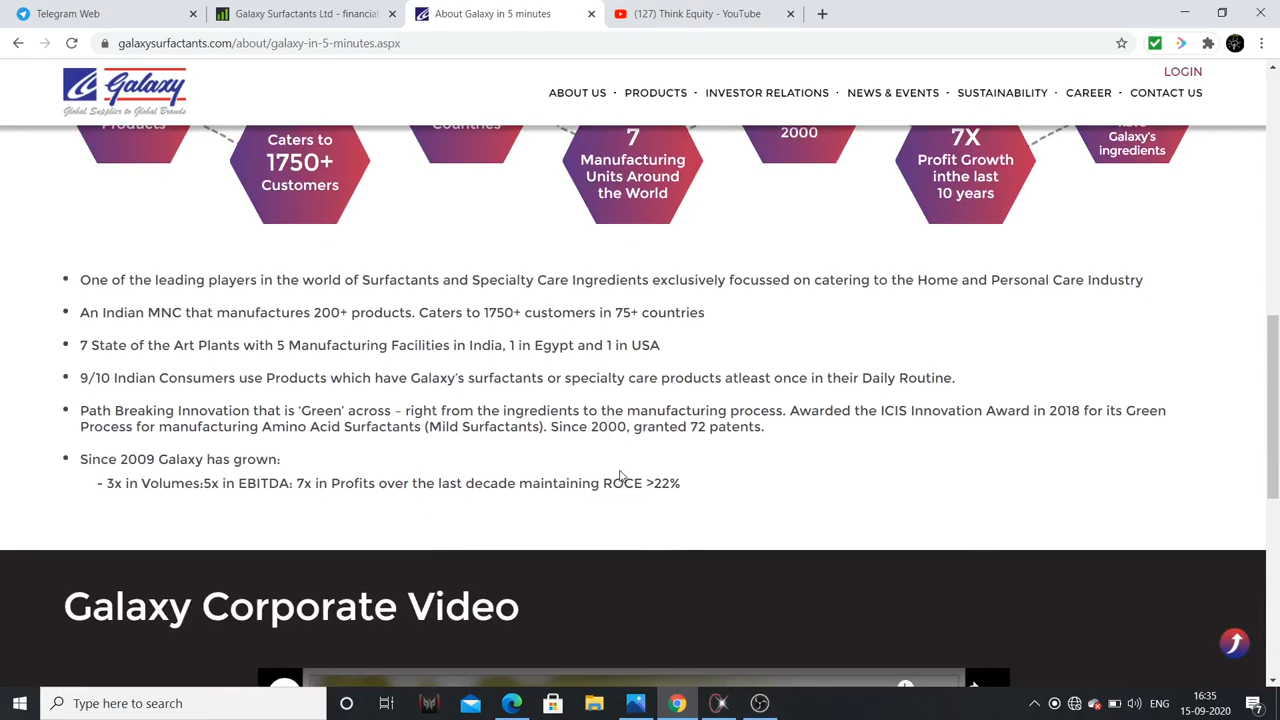 Telegram Web
Galaxy Surfactants Ltd - financial
About Galaxy in 5 minutes
(127) Think Equity - YouTube
galaxysurfactants.com/about/galaxy-in-5-minutes.aspx
Galaxy
Global Supplier to Global Brands
LOGIN
ABOUT US · PRODUCTS · INVESTOR RELATIONS · NEWS & EVENTS · SUSTAINABILITY · CAREER · CONTACT US
Products
Caters to
1750+
Customers
Countries
7
Manufacturing
Units Around
the World
2000
7X
Profit Growth
inthe last
10 years
Galaxy's
ingredients
• One of the leading players in the world of Surfactants and Specialty Care Ingredients exclusively focussed on catering to the Home and Personal Care Industry
• An Indian MNC that manufactures 200+ products. Caters to 1750+ customers in 75+ countries
• 7 State of the Art Plants with 5 Manufacturing Facilities in India, 1 in Egypt and 1 in USA
• 9/10 Indian Consumers use Products which have Galaxy's surfactants or specialty care products atleast once in their Daily Routine.
• Path Breaking Innovation that is 'Green' across – right from the ingredients to the manufacturing process. Awarded the ICIS Innovation Award in 2018 for its Green
Process for manufacturing Amino Acid Surfactants (Mild Surfactants). Since 2000, granted 72 patents.
• Since 2009 Galaxy has grown:
- 3x in Volumes:5x in EBITDA: 7x in Profits over the last decade maintaining ROCE >22%
Galaxy Corporate Video
Type here to search
ENG
16:35
15-09-2020
7